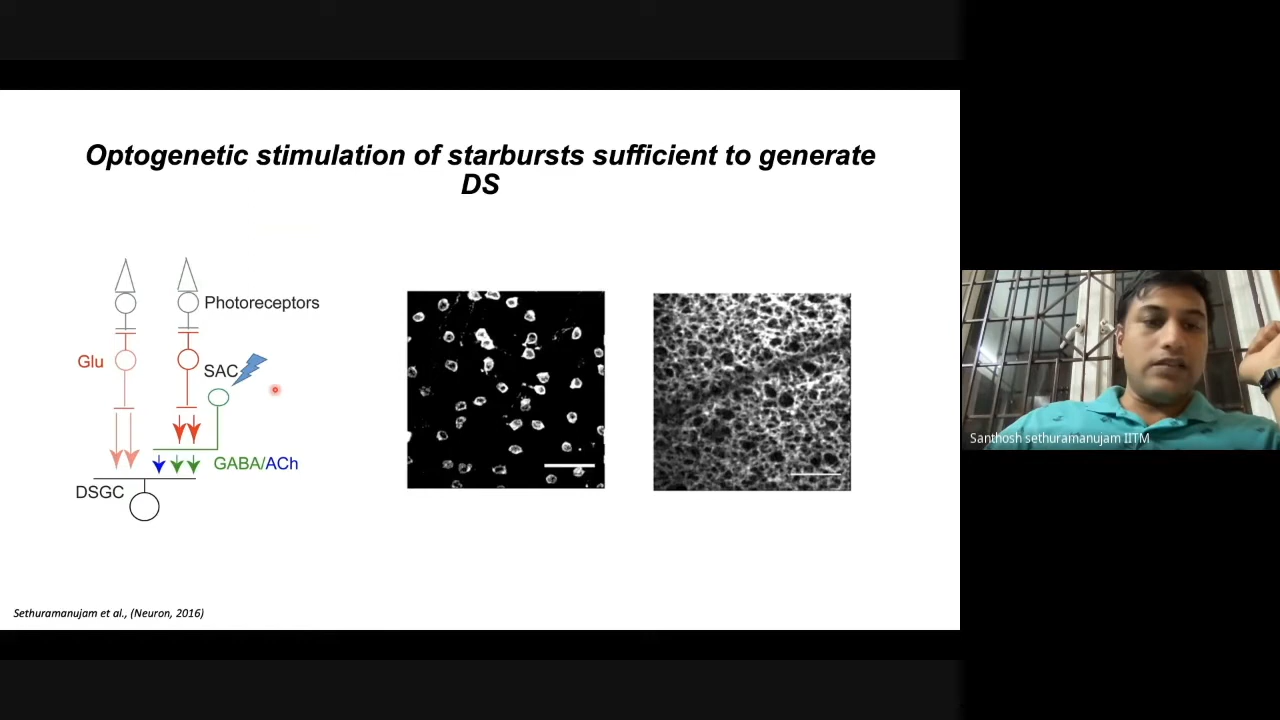 Optogenetic stimulation of starbursts sufficient to generate
DS
Photoreceptors
Glu
SAC
GABA/ACh
DSGC
Sethuramanujam et al., (Neuron, 2016)
Santhosh sethuramanujam IITM